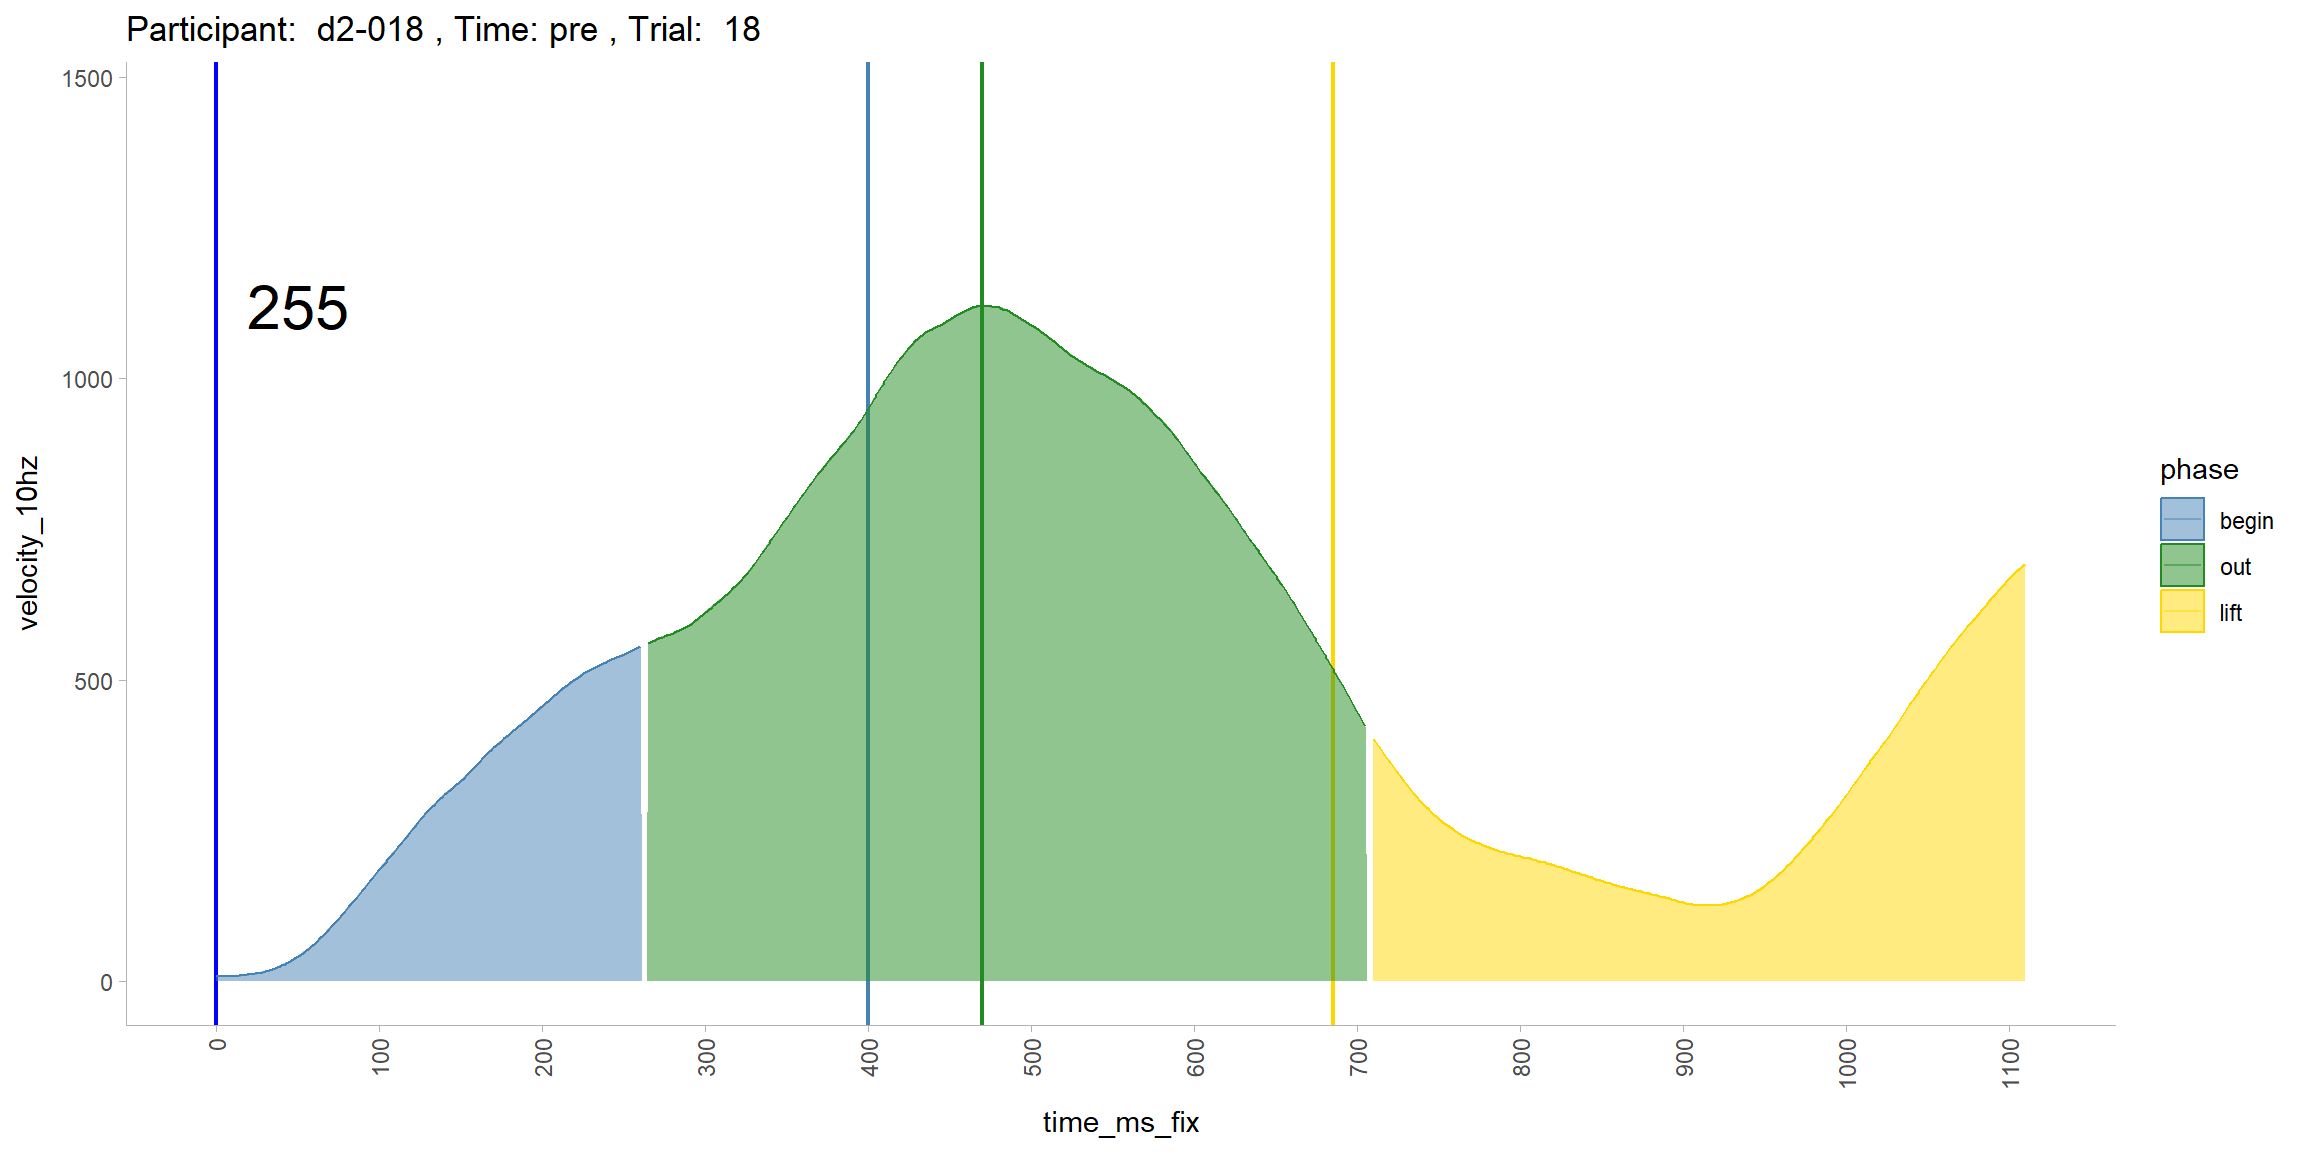 Participant:  d2-018 , Time: pre , Trial:  18
1500
1000
500
0
255
velocity_10hz
0 100 200 300 400 500 600 700 800 900 1000 1100
time_ms_fix
phase
begin
out
lift